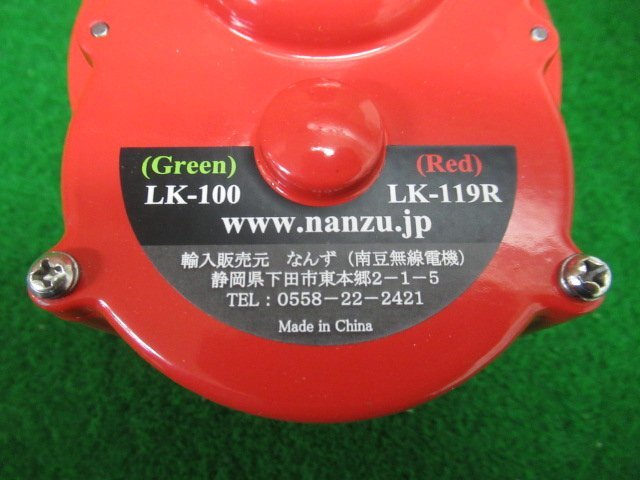 (Green) (Red)
LK-100 LK-119R
www.nanzu.jp
輸入販売元 なんず（南豆無線電機）
静岡県下田市東本郷2-1-5
TEL：0558-22-2421
Made in China